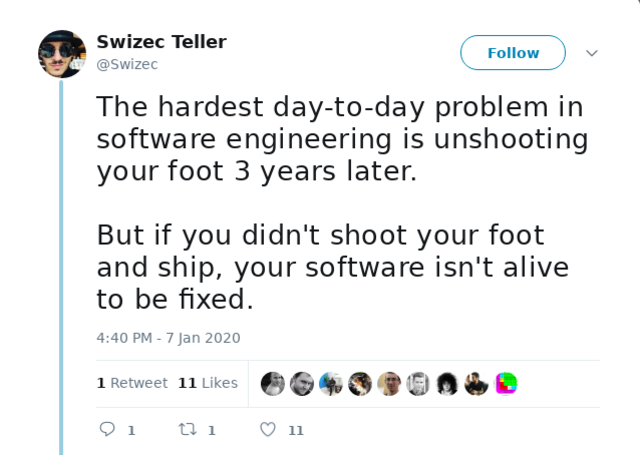 Swizec Teller
@Swizec
Follow
The hardest day-to-day problem in
software engineering is unshooting
your foot 3 years later.
But if you didn't shoot your foot
and ship, your software isn't alive
to be fixed.
4:40 PM - 7 Jan 2020
1 Retweet 11 Likes
1 1 11